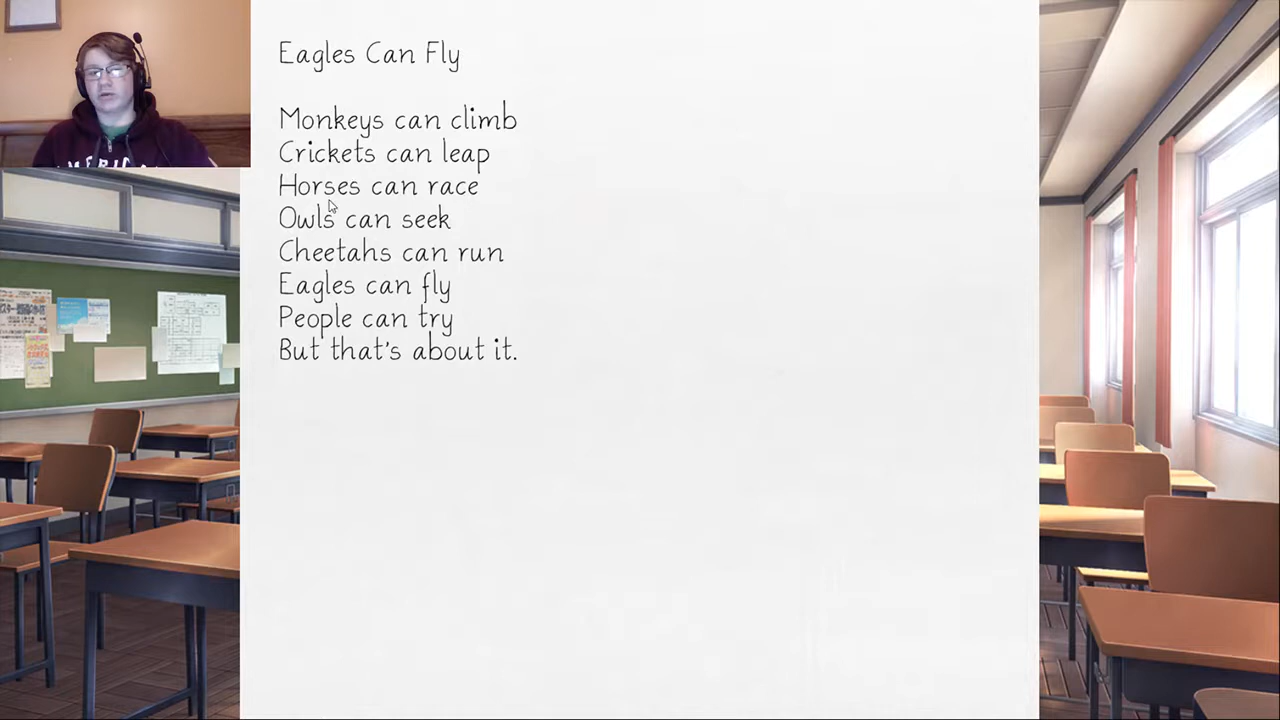 Eagles Can Fly
Monkeys can climb
Crickets can leap
Horses can race
Owls can seek
Cheetahs can run
Eagles can fly
People can try
But that's about it.